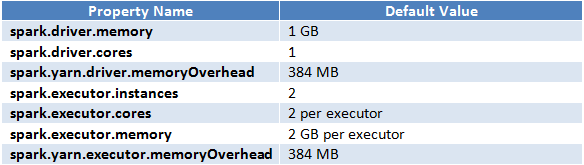 Property Name Default Value
spark.driver.memory 1 GB
spark.driver.cores 1
spark.yarn.driver.memoryOverhead 384 MB
spark.executor.instances 2
spark.executor.cores 2 per executor
spark.executor.memory 2 GB per executor
spark.yarn.executor.memoryOverhead 384 MB